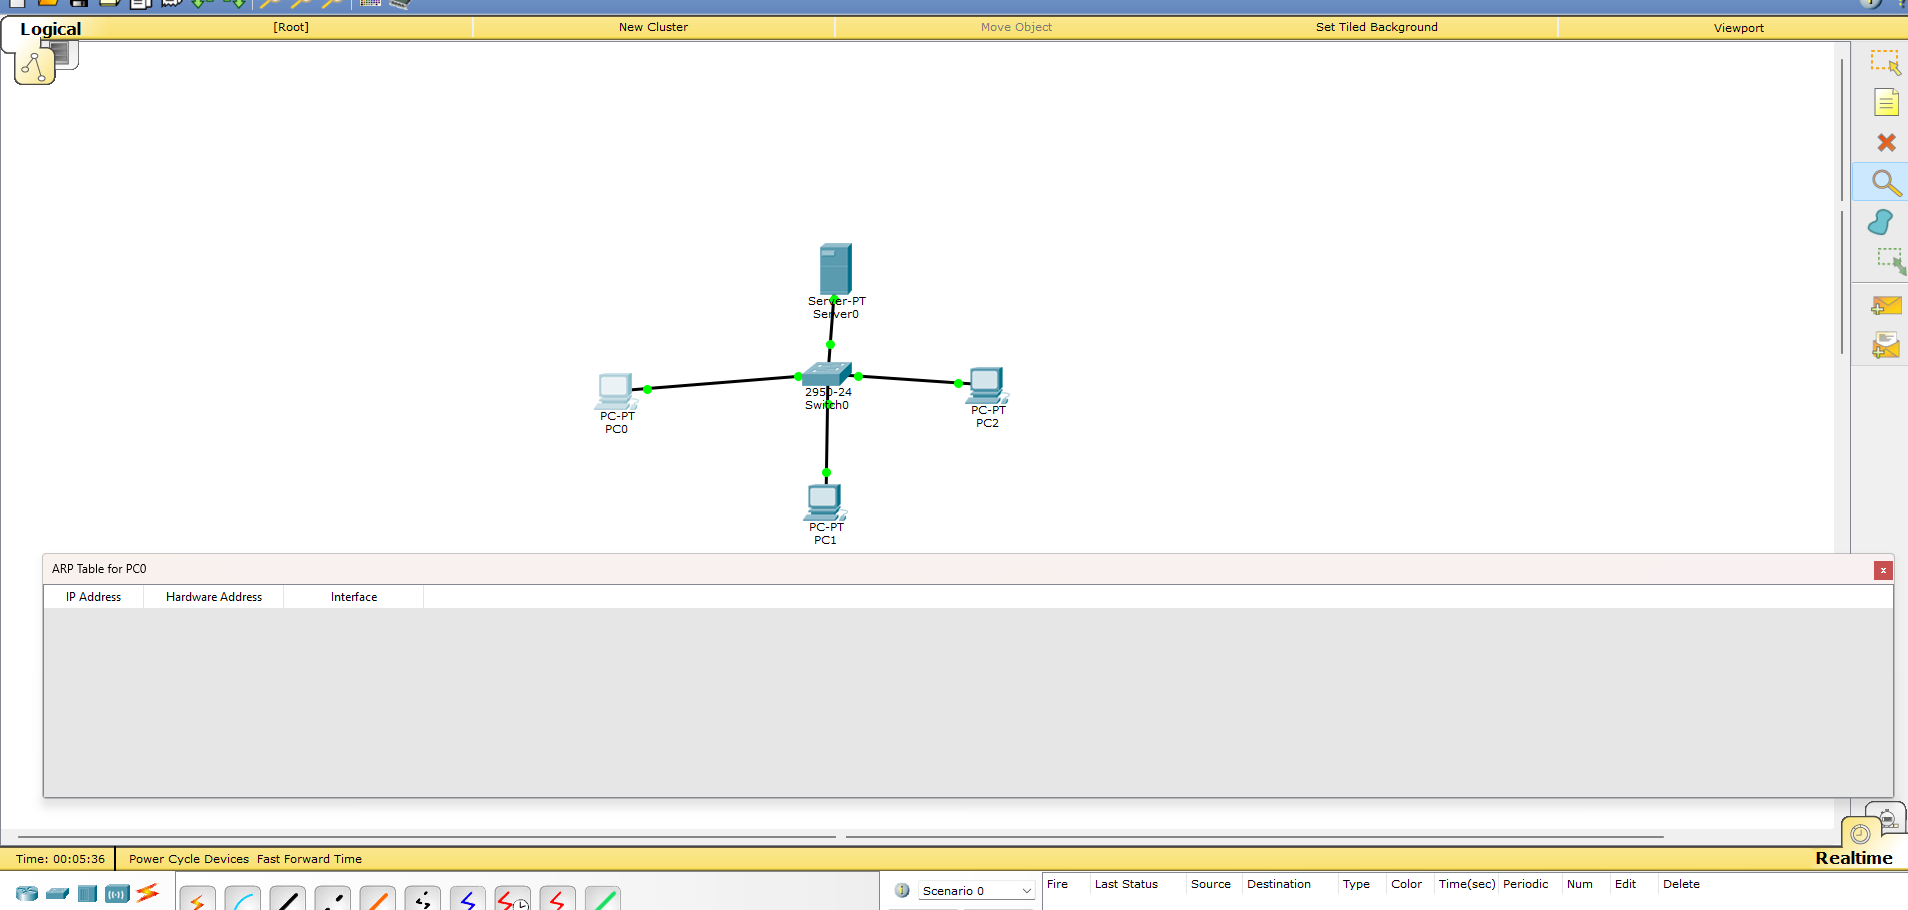 Logical
[Root]
New Cluster
Move Object
Set Tiled Background
Viewport
Server-PT
Server0
2950-24
Switch0
PC-PT
PC0
PC-PT
PC2
PC-PT
PC1
ARP Table for PC0
x
IP Address Hardware Address Interface
Time: 00:05:36 Power Cycle Devices Fast Forward Time
Realtime
Scenario 0
Fire Last Status Source Destination Type Color Time(sec) Periodic Num Edit Delete